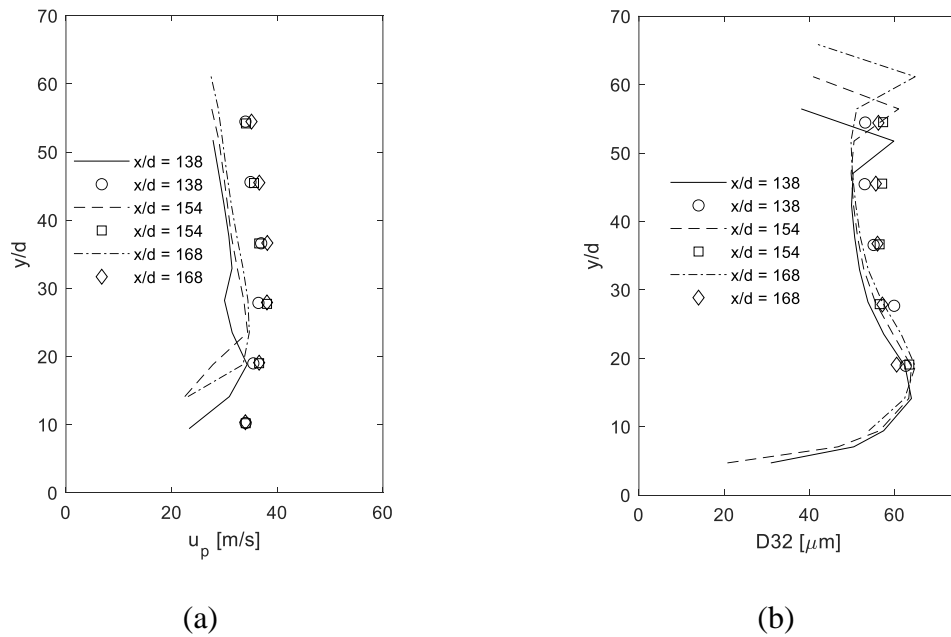 70
60
50
40
30
20
10
0
y/d
x/d = 138
x/d = 138
x/d = 154
x/d = 154
x/d = 168
x/d = 168
0 20 40 60
u_p [m/s]
(a)
70
60
50
40
30
20
10
0
y/d
x/d = 138
x/d = 138
x/d = 154
x/d = 154
x/d = 168
x/d = 168
0 20 40 60
D32 [μm]
(b)